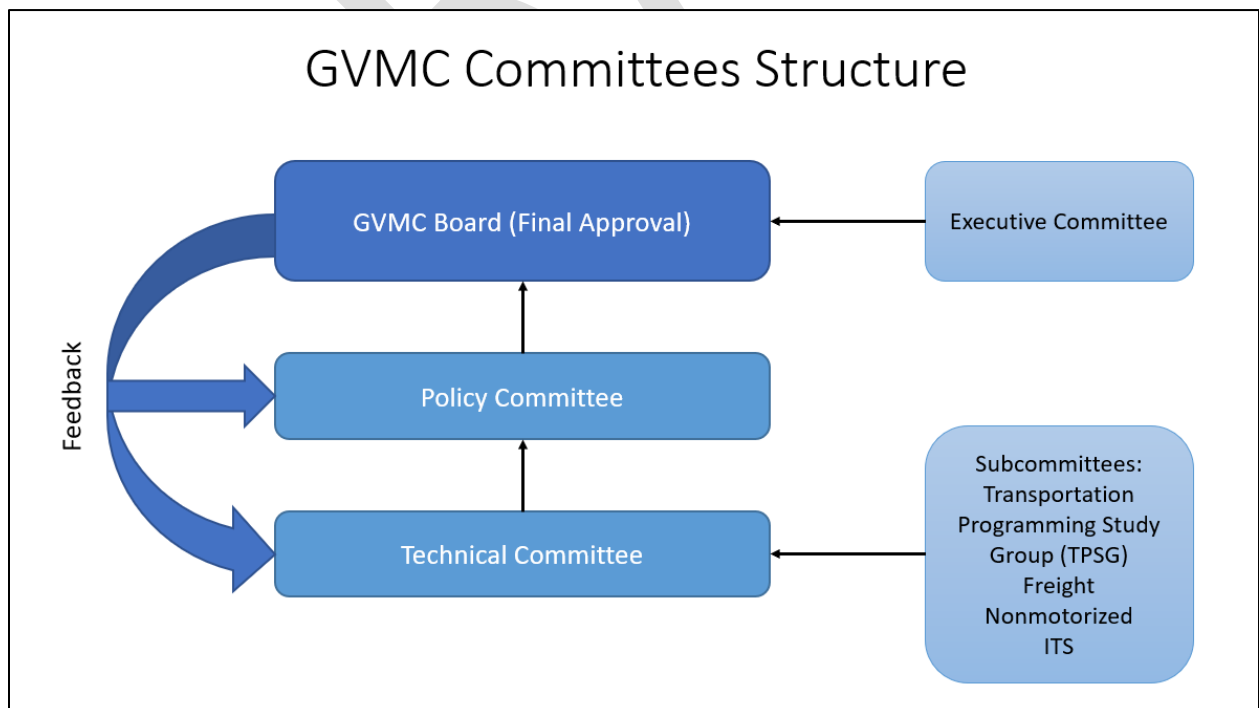 GVMC Committees Structure
GVMC Board (Final Approval)
Executive Committee
Feedback
Policy Committee
Technical Committee
Subcommittees:
Transportation
Programming Study
Group (TPSG)
Freight
Nonmotorized
ITS